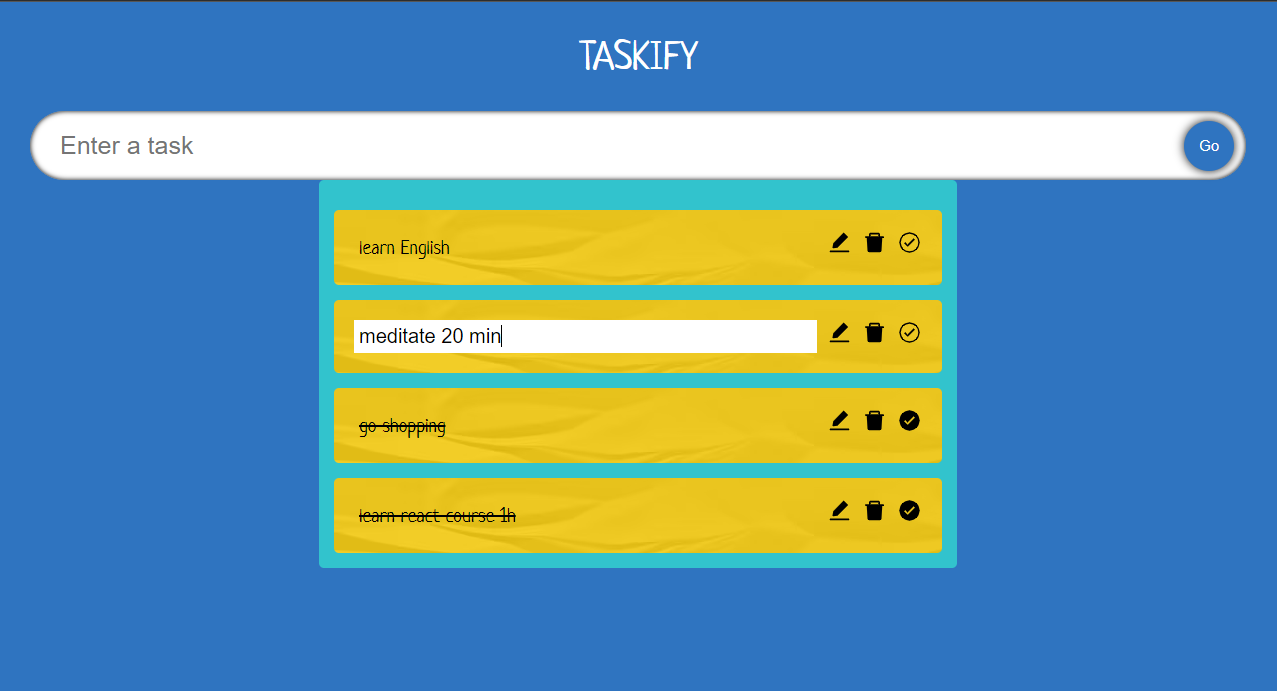 TASKIFY
Enter a task
Go
learn English
meditate 20 min
go shopping
learn react course 1h